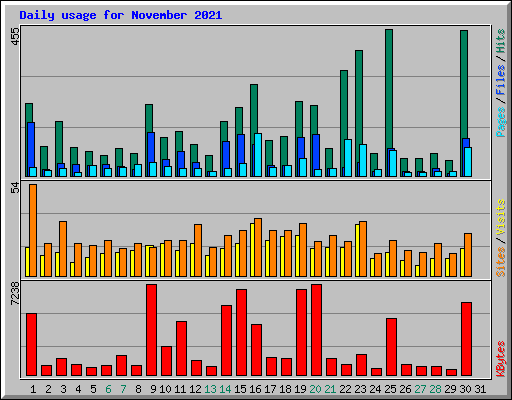 Daily usage for November 2021
455
Pages / Files / Hits
54
Sites / Visits
7238
KBytes
1 2 3 4 5 6 7 8 9 10 11 12 13 14 15 16 17 18 19 20 21 22 23 24 25 26 27 28 29 30 31